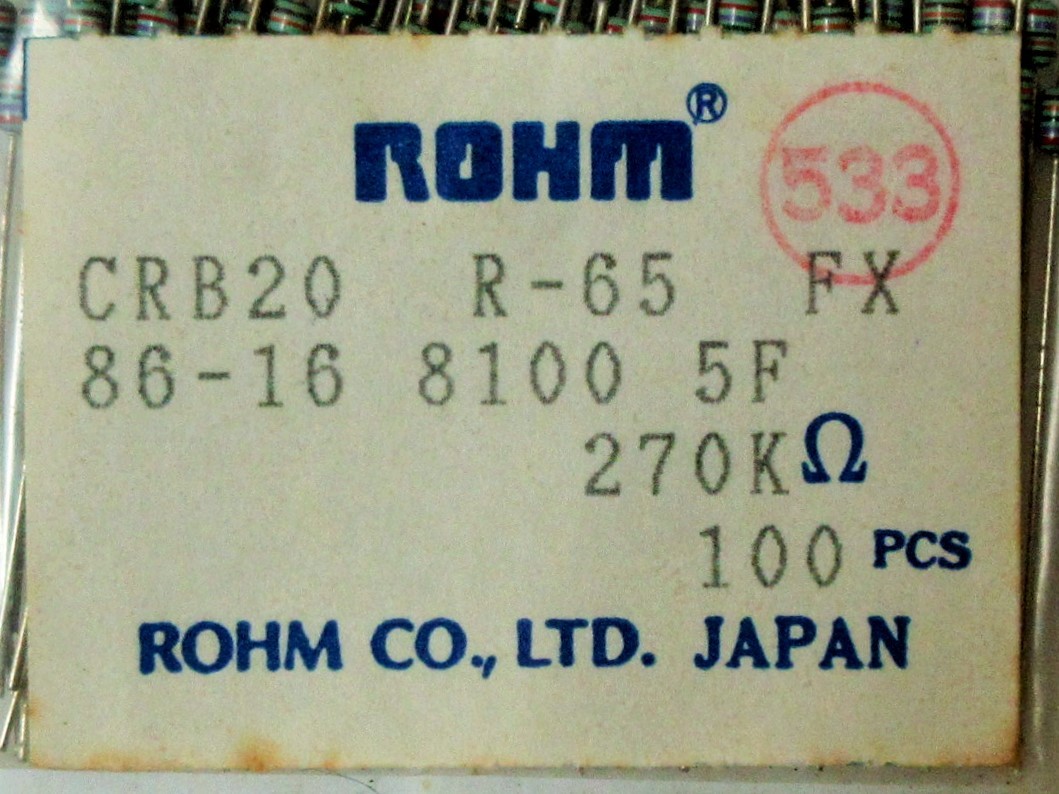 ROHM®
533
CRB20 R-65 FX
86-16 8100 5F
270KΩ
100 PCS
ROHM CO., LTD. JAPAN